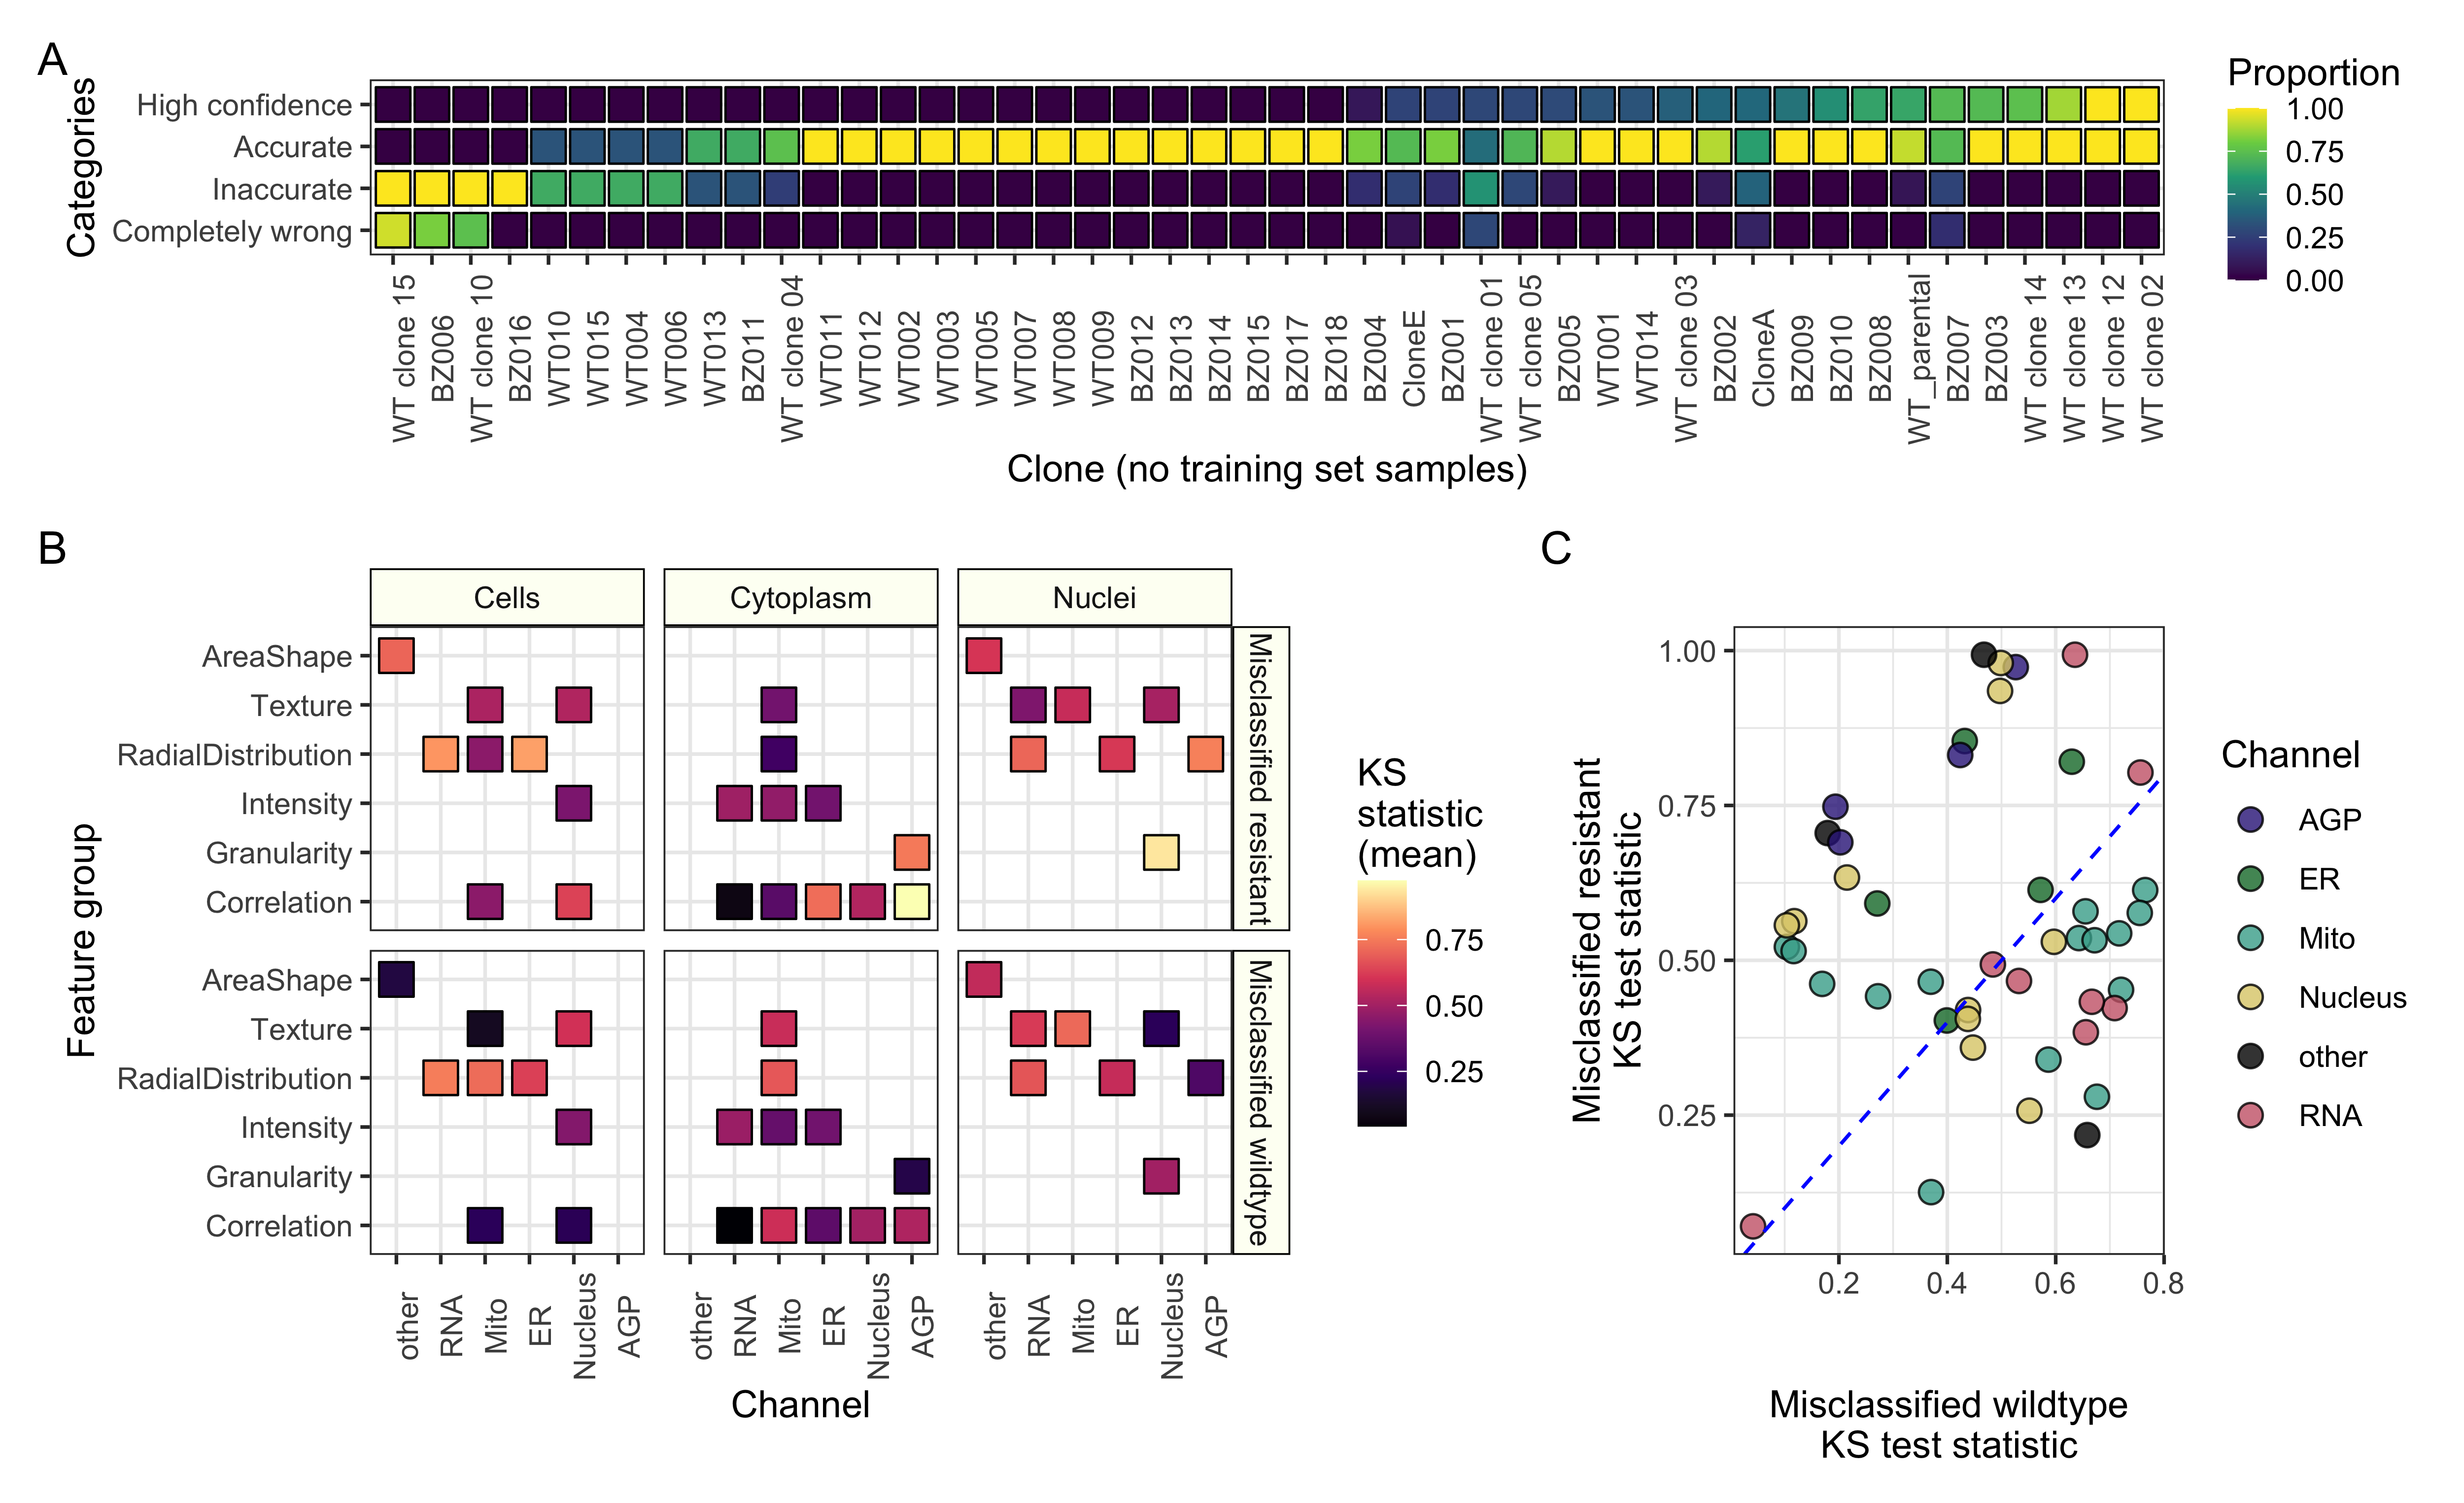 A
Categories
High confidence
Accurate
Inaccurate
Completely wrong
WT clone 15
BZ006
WT clone 10
BZ016
WT010
WT015
WT004
WT006
WT013
BZ011
WT clone 04
WT011
WT012
WT002
WT003
WT005
WT007
WT008
WT009
BZ012
BZ013
BZ014
BZ015
BZ017
BZ018
BZ004
CloneE
BZ001
WT clone 01
WT clone 05
BZ005
WT001
WT014
WT clone 03
BZ002
CloneA
BZ009
BZ010
BZ008
WT_parental
BZ007
BZ003
WT clone 14
WT clone 13
WT clone 12
WT clone 02
Clone (no training set samples)
Proportion
1.00
0.75
0.50
0.25
0.00
B
Cells
Cytoplasm
Nuclei
Feature group
AreaShape
Texture
RadialDistribution
Intensity
Granularity
Correlation
Misclassified resistant
AreaShape
Texture
RadialDistribution
Intensity
Granularity
Correlation
Misclassified wildtype
other
RNA
Mito
ER
Nucleus
AGP
other
RNA
Mito
ER
Nucleus
AGP
other
RNA
Mito
ER
Nucleus
AGP
Channel
KS
statistic
(mean)
0.75
0.50
0.25
C
Misclassified resistant
KS test statistic
1.00
0.75
0.50
0.25
0.2
0.4
0.6
0.8
Misclassified wildtype
KS test statistic
Channel
AGP
ER
Mito
Nucleus
other
RNA